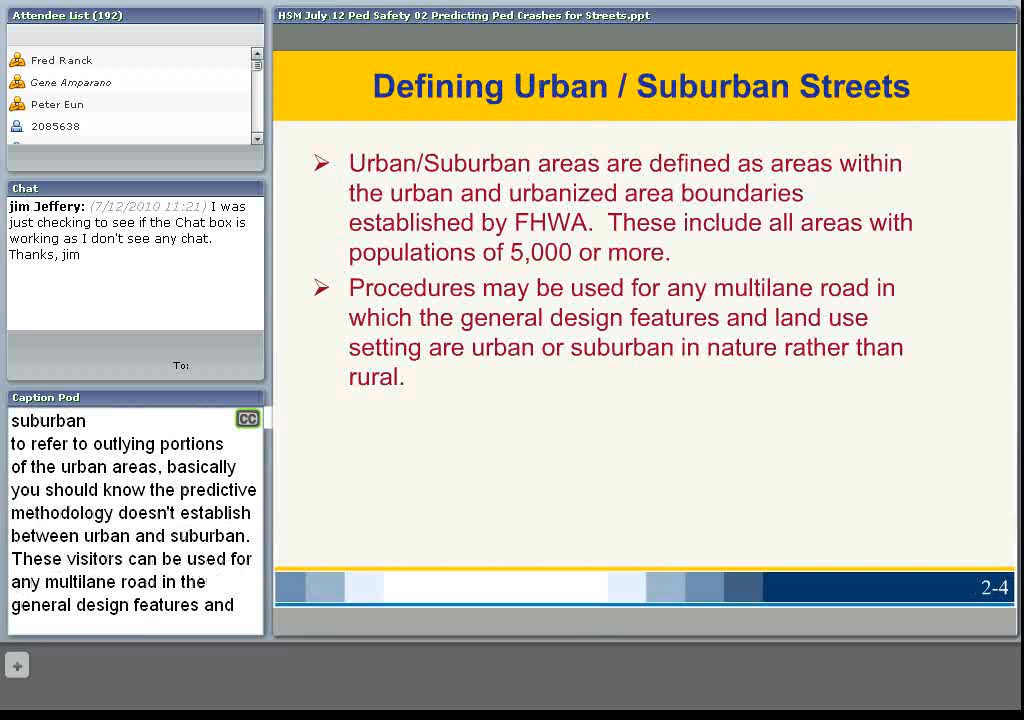 Attendee List (192)
Fred Ranck
Gene Amparano
Peter Eun
2085638
Chat
jim Jeffery: (7/12/2010 11:21) I was
just checking to see if the Chat box is
working as I don't see any chat.
Thanks, jim
To:
Caption Pod
CC
suburban
to refer to outlying portions
of the urban areas, basically
you should know the predictive
methodology doesn't establish
between urban and suburban.
These visitors can be used for
any multilane road in the
general design features and
HSM July 12 Ped Safety 02 Predicting Ped Crashes for Streets.ppt
Defining Urban / Suburban Streets
Urban/Suburban areas are defined as areas within
the urban and urbanized area boundaries
established by FHWA. These include all areas with
populations of 5,000 or more.
Procedures may be used for any multilane road in
which the general design features and land use
setting are urban or suburban in nature rather than
rural.
2-4